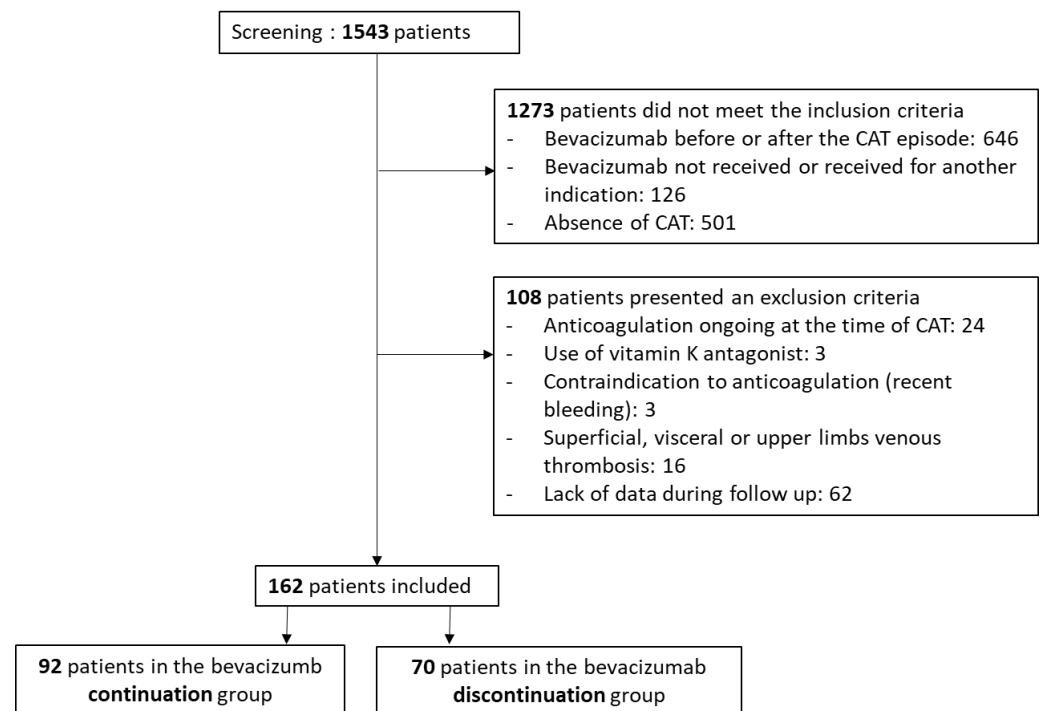 Screening : 1543 patients
1273 patients did not meet the inclusion criteria
- Bevacizumab before or after the CAT episode: 646
- Bevacizumab not received or received for another
indication: 126
- Absence of CAT: 501
108 patients presented an exclusion criteria
- Anticoagulation ongoing at the time of CAT: 24
- Use of vitamin K antagonist: 3
- Contraindication to anticoagulation (recent
bleeding): 3
- Superficial, visceral or upper limbs venous
thrombosis: 16
- Lack of data during follow up: 62
162 patients included
92 patients in the bevacizumb
continuation group
70 patients in the bevacizumab
discontinuation group